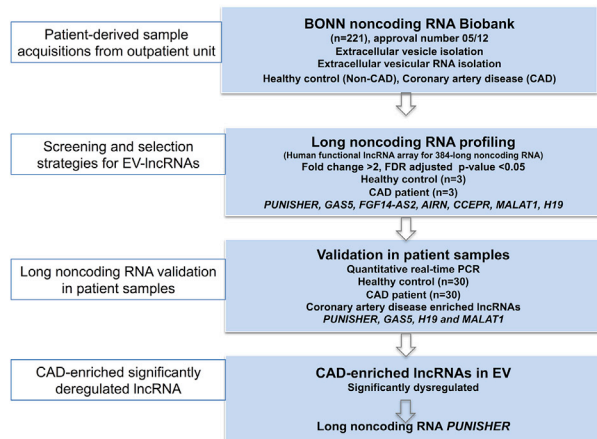 Patient-derived sample
acquisitions from outpatient unit
BONN noncoding RNA Biobank
(n=221), approval number 05/12
Extracellular vesicle isolation
Extracellular vesicular RNA isolation
Healthy control (Non-CAD), Coronary artery disease (CAD)
Screening and selection
strategies for EV-lncRNAs
Long noncoding RNA profiling
(Human functional lncRNA array for 384-long noncoding RNA)
Fold change >2, FDR adjusted p-value <0.05
Healthy control (n=3)
CAD patient (n=3)
PUNISHER, GAS5, FGF14-AS2, AIRN, CCEPR, MALAT1, H19
Long noncoding RNA validation
in patient samples
Validation in patient samples
Quantitative real-time PCR
Healthy control (n=30)
CAD patient (n=30)
Coronary artery disease enriched lncRNAs
PUNISHER, GAS5, H19 and MALAT1
CAD-enriched significantly
deregulated lncRNA
CAD-enriched lncRNAs in EV
Significantly dysregulated
Long noncoding RNA PUNISHER